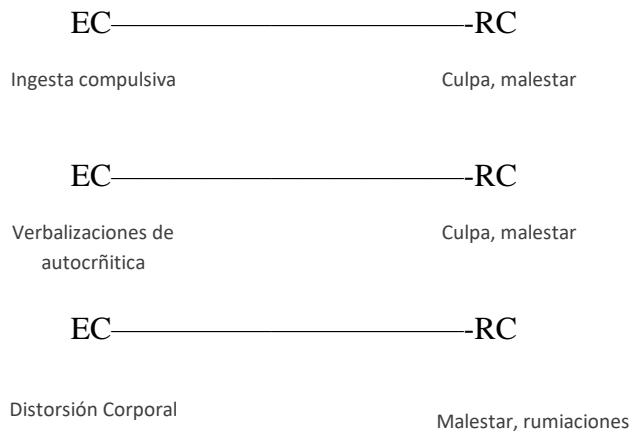 EC—————————————-RC
Ingesta compulsiva Culpa, malestar
EC—————————————-RC
Verbalizaciones de Culpa, malestar
autocrñitica
EC—————————————-RC
Distorsión Corporal
Malestar, rumiaciones